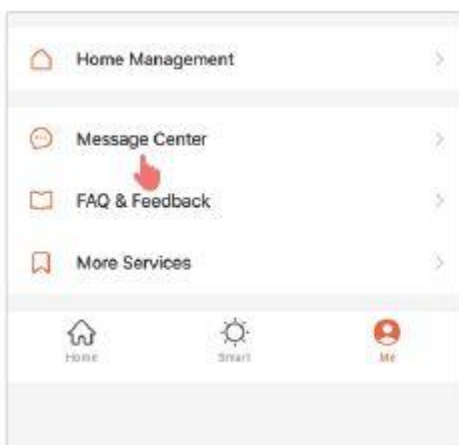 Home Management
Message Center
FAQ & Feedback
More Services
Home
Smart
Me